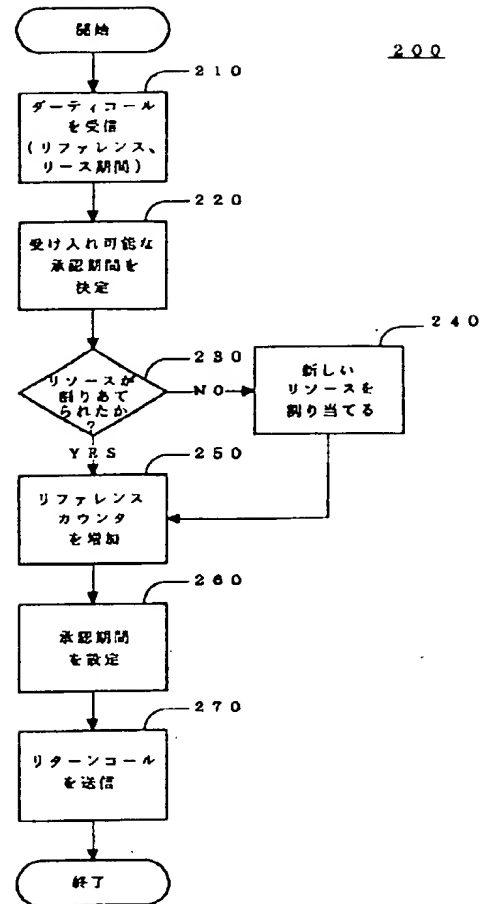 開始
200
210
ダーティコール
を受信
(リファレンス、
リース期間)
220
受け入れ可能な
承認期間を
決定
230
リソースが
割りあて
られたか
?
NO
YRS
240
新しい
リソースを
割り当てる
250
リファレンス
カウンタ
を増加
260
承認期間
を設定
270
リターンコール
を送信
終了